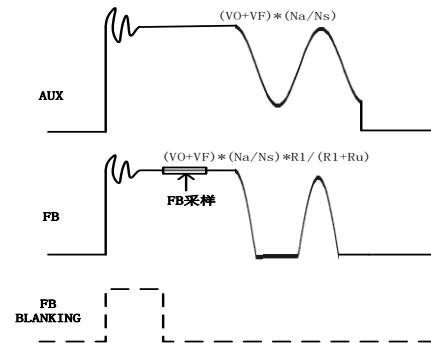 (VO+VF)*(Na/Ns)
AUX
(VO+VF)*(Na/Ns)*R1/(R1+Ru)
FB采样
FB
FB
BLANKING